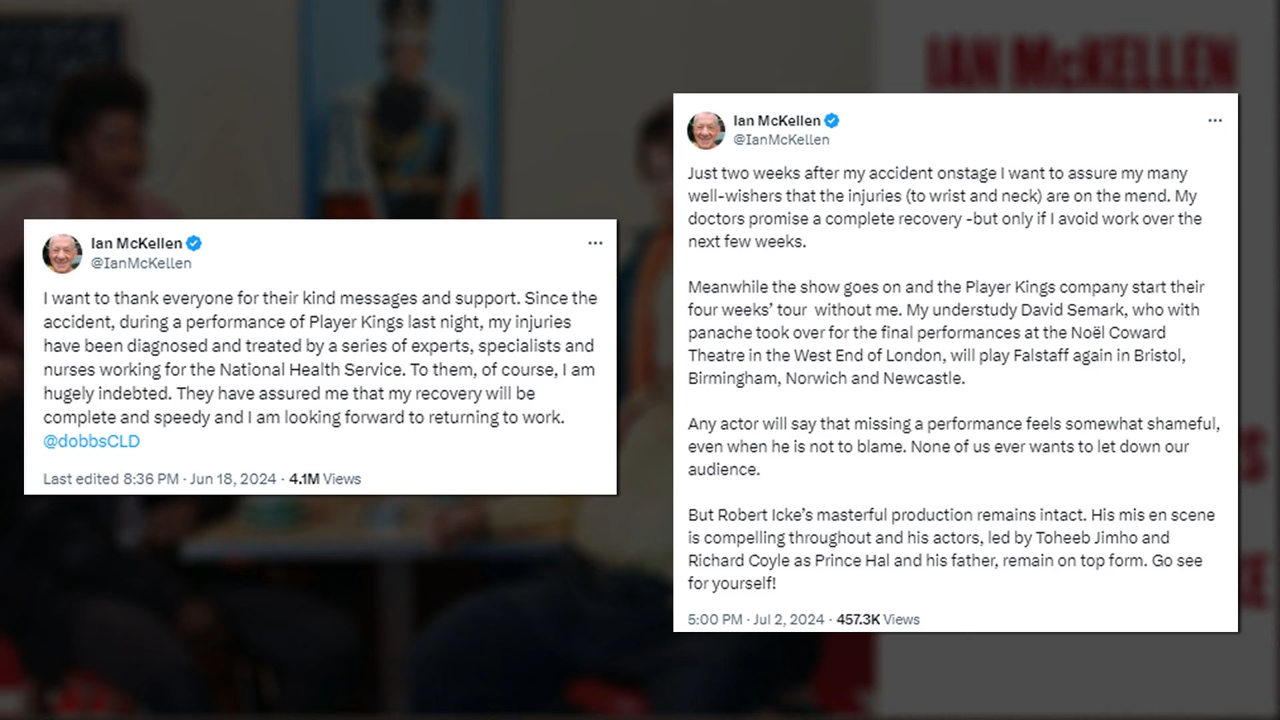 IAN McKELLEN
Ian McKellen
@IanMcKellen
I want to thank everyone for their kind messages and support. Since the
accident, during a performance of Player Kings last night, my injuries
have been diagnosed and treated by a series of experts, specialists and
nurses working for the National Health Service. To them, of course, I am
hugely indebted. They have assured me that my recovery will be
complete and speedy and I am looking forward to returning to work.
@dobbsCLD
Last edited 8:36 PM · Jun 18, 2024 · 4.1M Views
Ian McKellen
@IanMcKellen
Just two weeks after my accident onstage I want to assure my many
well-wishers that the injuries (to wrist and neck) are on the mend. My
doctors promise a complete recovery -but only if I avoid work over the
next few weeks.
Meanwhile the show goes on and the Player Kings company start their
four weeks’ tour  without me. My understudy David Semark, who with
panache took over for the final performances at the Noël Coward
Theatre in the West End of London, will play Falstaff again in Bristol,
Birmingham, Norwich and Newcastle.
Any actor will say that missing a performance feels somewhat shameful,
even when he is not to blame. None of us ever wants to let down our
audience.
But Robert Icke’s masterful production remains intact. His mis en scene
is compelling throughout and his actors, led by Toheeb Jimho and
Richard Coyle as Prince Hal and his father, remain on top form. Go see
for yourself!
5:00 PM · Jul 2, 2024 · 457.3K Views